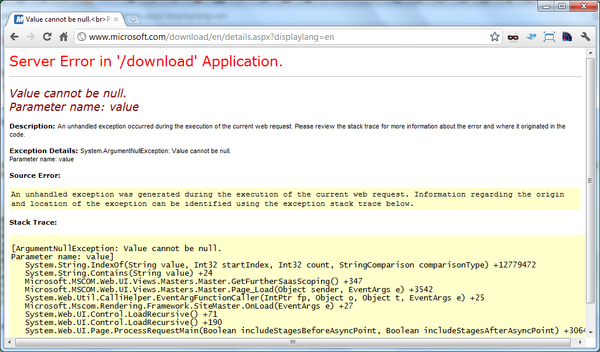 Value cannot be null.<br>P
www.microsoft.com/download/en/details.aspx?displaylang=en
Server Error in '/download' Application.
Value cannot be null.
Parameter name: value
Description: An unhandled exception occurred during the execution of the current web request. Please review the stack trace for more information about the error and where it originated in the
code.
Exception Details: System.ArgumentNullException: Value cannot be null.
Parameter name: value
Source Error:
An unhandled exception was generated during the execution of the current web request. Information regarding the origin
and location of the exception can be identified using the exception stack trace below.
Stack Trace:
[ArgumentNullException: Value cannot be null.
Parameter name: value]
System.String.IndexOf(String value, Int32 startIndex, Int32 count, StringComparison comparisonType) +12779472
System.String.Contains(String value) +24
Microsoft.MSCOM.Web.UI.Views.Masters.Master.GetFurtherSaasScoping() +347
Microsoft.MSCOM.Web.UI.Views.Masters.Master.Page_Load(Object sender, EventArgs e) +3542
System.Web.Util.CalliHelper.EventArgFunctionCaller(IntPtr fp, Object o, Object t, EventArgs e) +25
Microsoft.Mscom.Rendering.Framework.SiteMaster.OnLoad(EventArgs e) +27
System.Web.UI.Control.LoadRecursive() +71
System.Web.UI.Control.LoadRecursive() +190
System.Web.UI.Page.ProcessRequestMain(Boolean includeStagesBeforeAsyncPoint, Boolean includeStagesAfterAsyncPoint) +3064